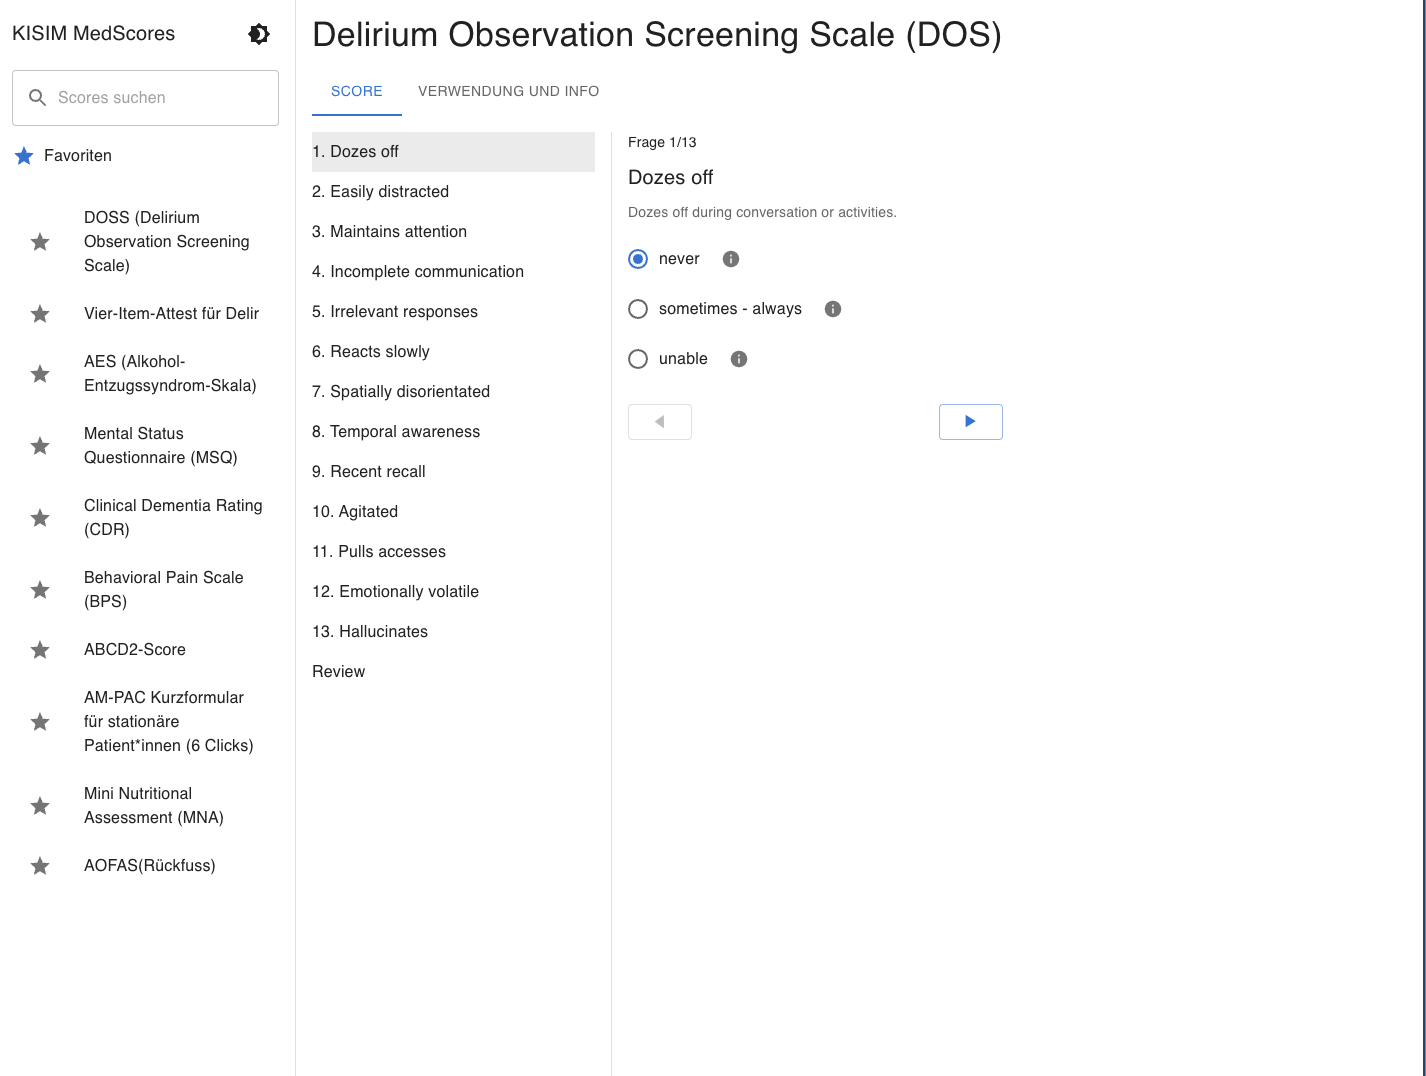 KISIM MedScores
Scores suchen
Favoriten
DOSS (Delirium
Observation Screening
Scale)
Vier-Item-Attest für Delir
AES (Alkohol-
Entzugssyndrom-Skala)
Mental Status
Questionnaire (MSQ)
Clinical Dementia Rating
(CDR)
Behavioral Pain Scale
(BPS)
ABCD2-Score
AM-PAC Kurzformular
für stationäre
Patient*innen (6 Clicks)
Mini Nutritional
Assessment (MNA)
AOFAS(Rückfuss)
Delirium Observation Screening Scale (DOS)
SCORE
VERWENDUNG UND INFO
1. Dozes off
2. Easily distracted
3. Maintains attention
4. Incomplete communication
5. Irrelevant responses
6. Reacts slowly
7. Spatially disorientated
8. Temporal awareness
9. Recent recall
10. Agitated
11. Pulls accesses
12. Emotionally volatile
13. Hallucinates
Review
Frage 1/13
Dozes off
Dozes off during conversation or activities.
never
sometimes - always
unable